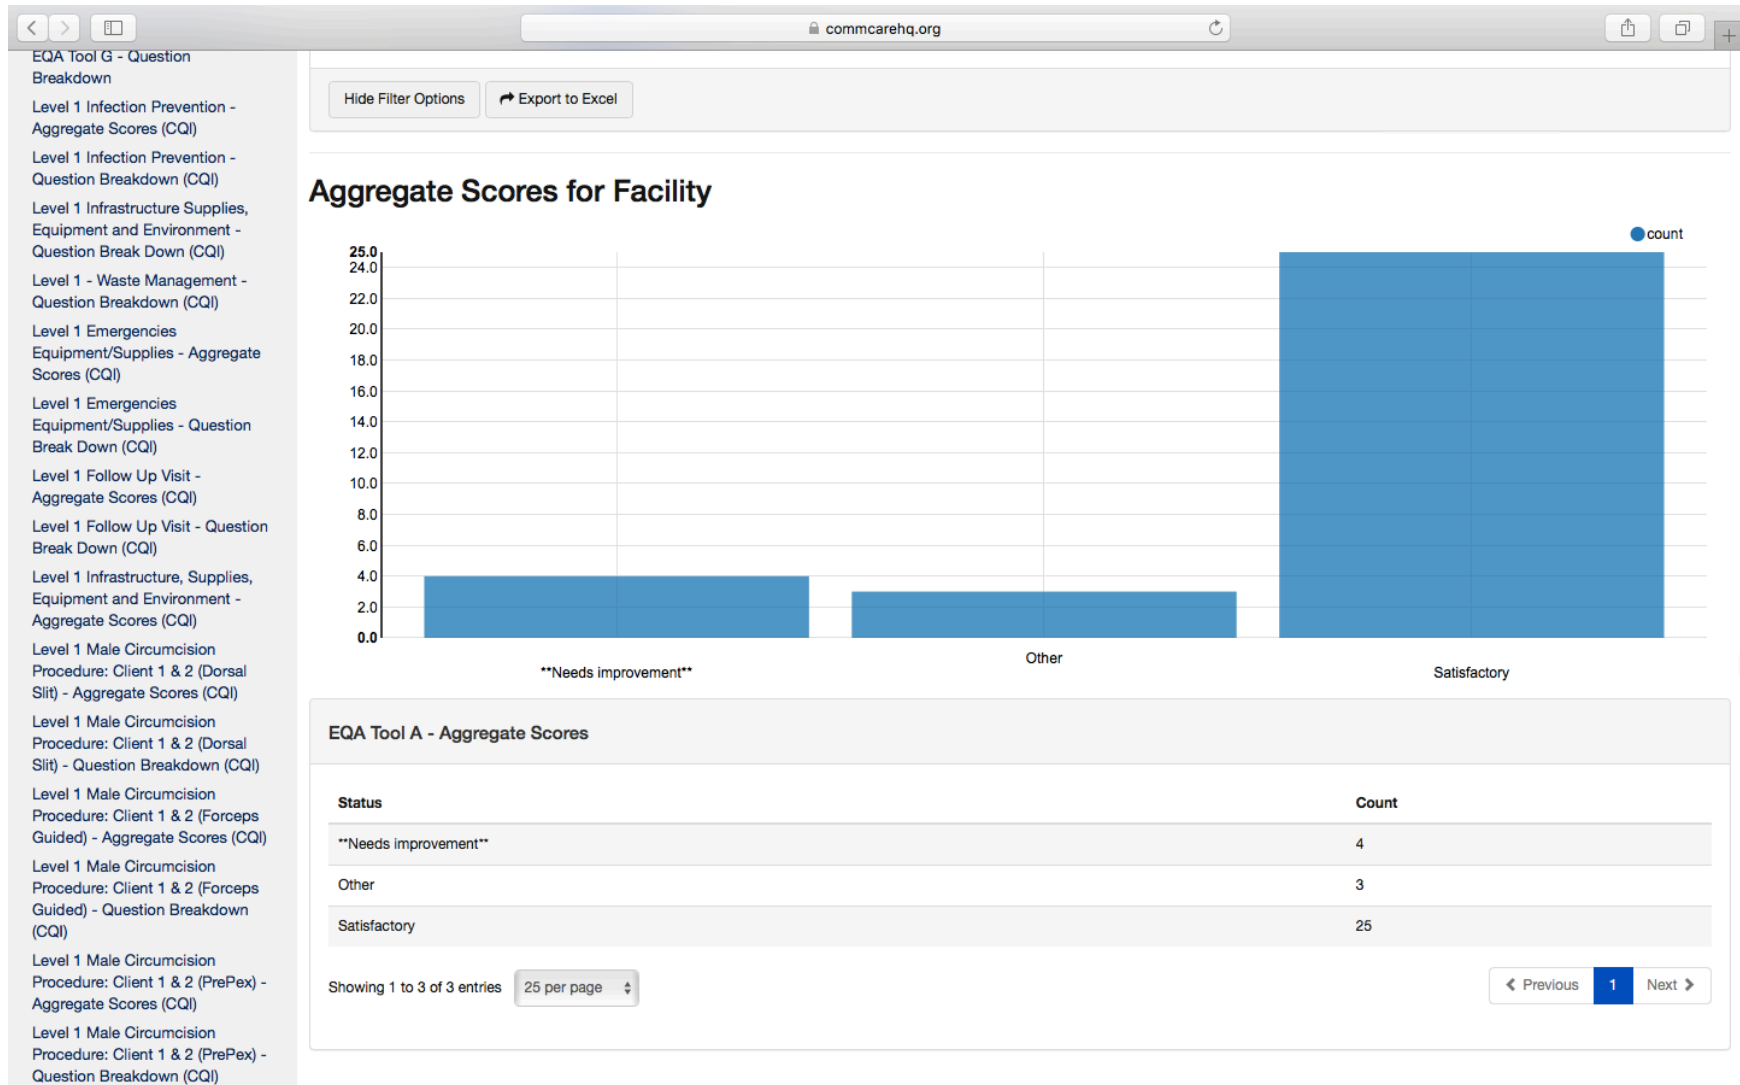 commcarehq.org
EQA Tool G - Question
Breakdown
Level 1 Infection Prevention -
Aggregate Scores (CQI)
Level 1 Infection Prevention -
Question Breakdown (CQI)
Level 1 Infrastructure Supplies,
Equipment and Environment -
Question Break Down (CQI)
Level 1 - Waste Management -
Question Breakdown (CQI)
Level 1 Emergencies
Equipment/Supplies - Aggregate
Scores (CQI)
Level 1 Emergencies
Equipment/Supplies - Question
Break Down (CQI)
Level 1 Follow Up Visit -
Aggregate Scores (CQI)
Level 1 Follow Up Visit - Question
Break Down (CQI)
Level 1 Infrastructure, Supplies,
Equipment and Environment -
Aggregate Scores (CQI)
Level 1 Male Circumcision
Procedure: Client 1 & 2 (Dorsal
Slit) - Aggregate Scores (CQI)
Level 1 Male Circumcision
Procedure: Client 1 & 2 (Dorsal
Slit) - Question Breakdown (CQI)
Level 1 Male Circumcision
Procedure: Client 1 & 2 (Forceps
Guided) - Aggregate Scores (CQI)
Level 1 Male Circumcision
Procedure: Client 1 & 2 (Forceps
Guided) - Question Breakdown
(CQI)
Level 1 Male Circumcision
Procedure: Client 1 & 2 (PrePex) -
Aggregate Scores (CQI)
Level 1 Male Circumcision
Procedure: Client 1 & 2 (PrePex) -
Question Breakdown (CQI)
Hide Filter Options Export to Excel
Aggregate Scores for Facility
count
25.0
24.0
22.0
20.0
18.0
16.0
14.0
12.0
10.0
8.0
6.0
4.0
2.0
0.0
**Needs improvement** Other Satisfactory
EQA Tool A - Aggregate Scores
Status Count
**Needs improvement** 4
Other 3
Satisfactory 25
Showing 1 to 3 of 3 entries 25 per page Previous 1 Next